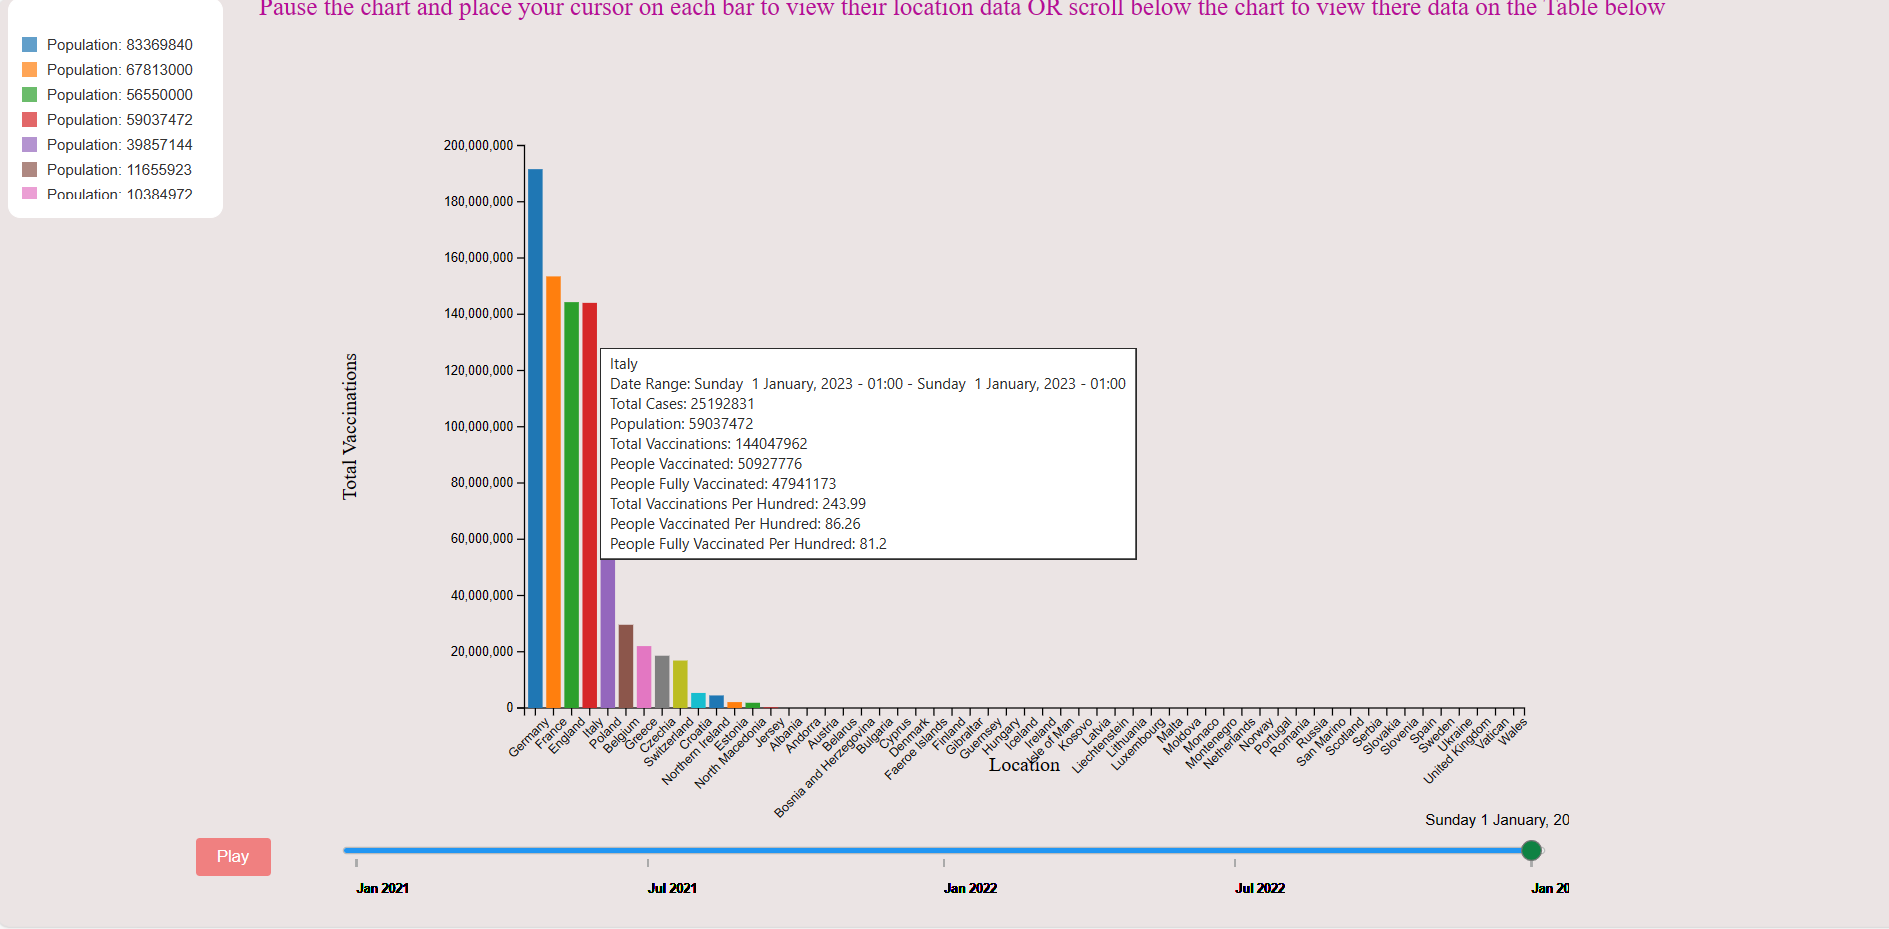 Pause the chart and place your cursor on each bar to view their location data OR scroll below the chart to view there data on the Table below
Population: 83369840
Population: 67813000
Population: 56550000
Population: 59037472
Population: 39857144
Population: 11655923
Population: 10384972
200,000,000
180,000,000
160,000,000
140,000,000
120,000,000
100,000,000
80,000,000
60,000,000
40,000,000
20,000,000
0
Total Vaccinations
Italy
Date Range: Sunday 1 January, 2023 - 01:00 - Sunday 1 January, 2023 - 01:00
Total Cases: 25192831
Population: 59037472
Total Vaccinations: 144047962
People Vaccinated: 50927776
People Fully Vaccinated: 47941173
Total Vaccinations Per Hundred: 243.99
People Vaccinated Per Hundred: 86.26
People Fully Vaccinated Per Hundred: 81.2
Germany
France
England
Italy
Poland
Belgium
Greece
Czechia
Switzerland
Croatia
Northern Ireland
Estonia
North Macedonia
Jersey
Albania
Andorra
Austria
Belarus
Bosnia and Herzegovina
Bulgaria
Cyprus
Denmark
Faeroe Islands
Finland
Gibraltar
Guernsey
Hungary
Iceland
Ireland
Isle of Man
Kosovo
Latvia
Liechtenstein
Lithuania
Luxembourg
Malta
Moldova
Monaco
Montenegro
Netherlands
Norway
Portugal
Romania
Russia
San Marino
Scotland
Serbia
Slovakia
Slovenia
Spain
Sweden
Ukraine
United Kingdom
Vatican
Wales
Location
Sunday 1 January, 20
Play
Jan 2021
Jul 2021
Jan 2022
Jul 2022
Jan 20